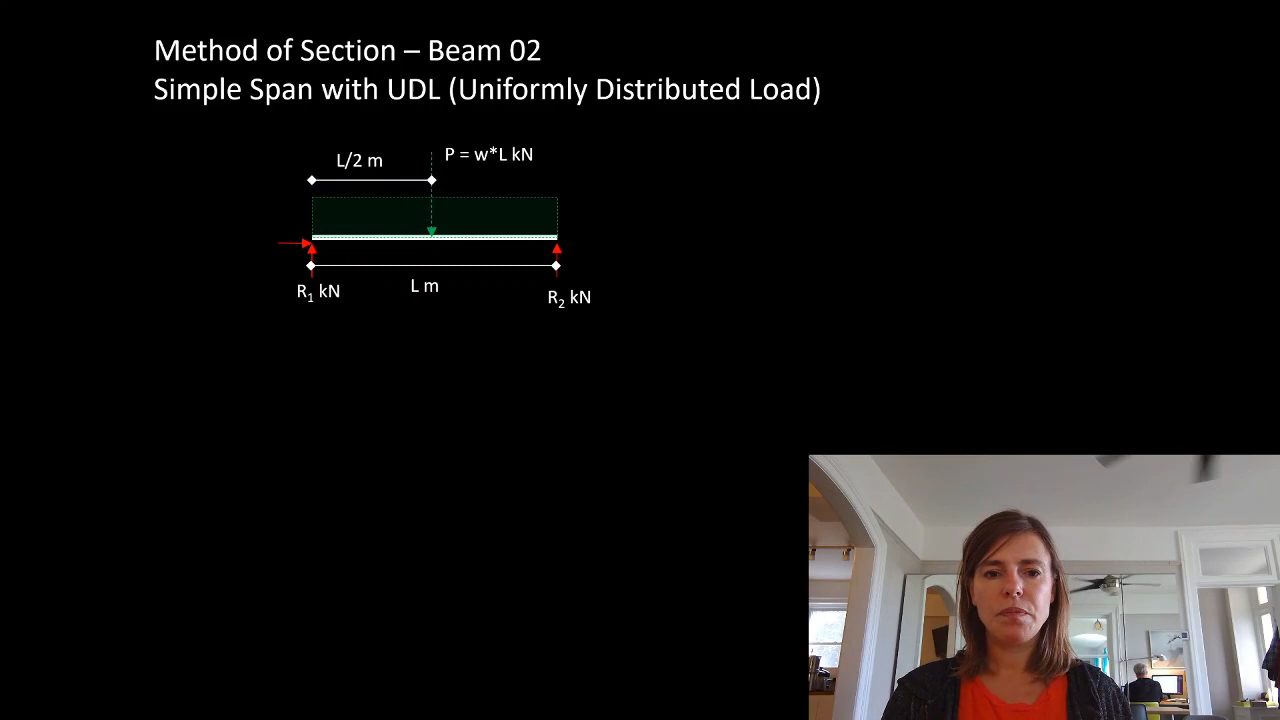 Method of Section – Beam 02
Simple Span with UDL (Uniformly Distributed Load)
L/2 m
P = w*L kN
L m
R₁ kN
R₂ kN